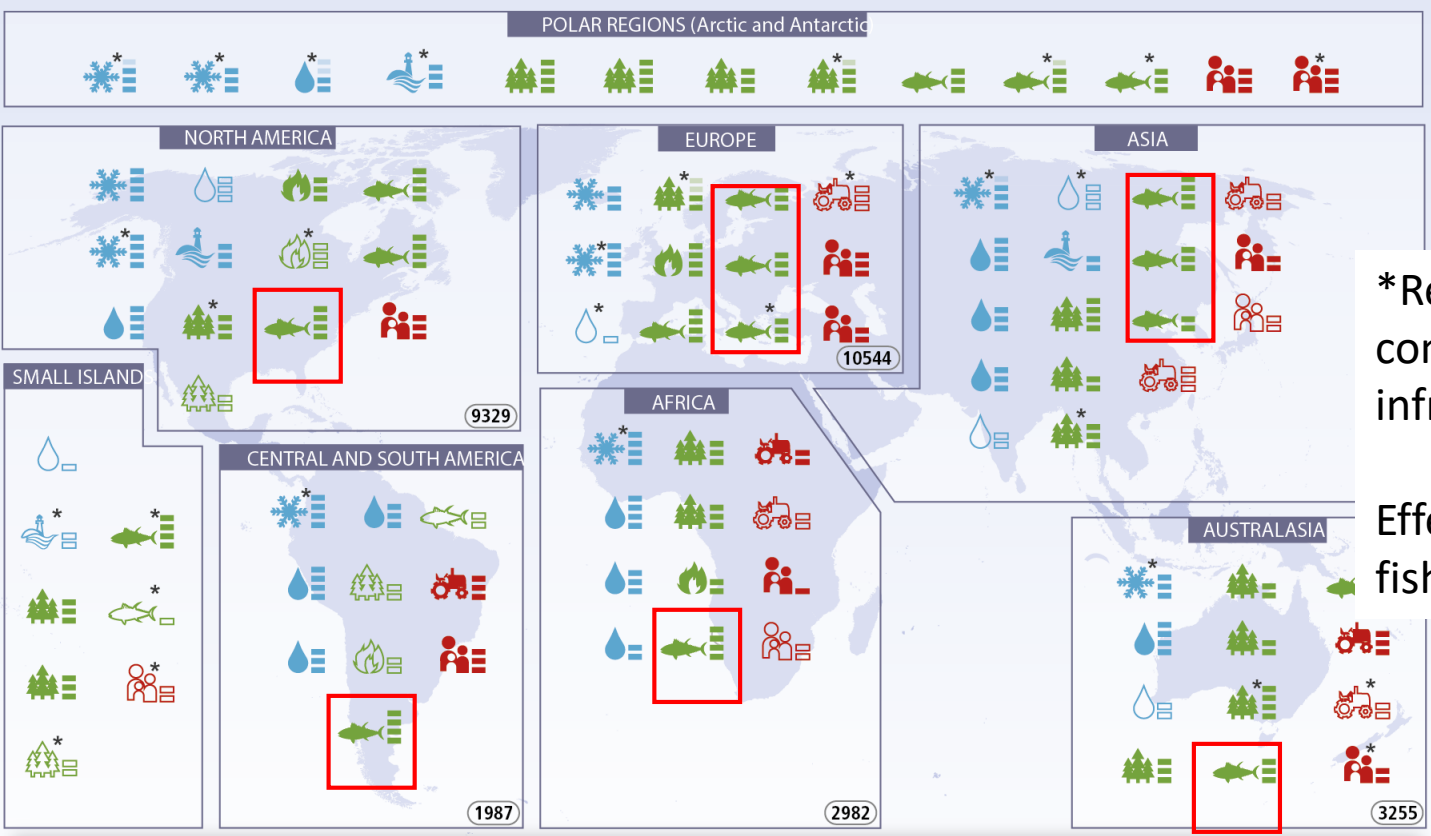 POLAR REGIONS (Arctic and Antarctic)
* * * * * * * *
NORTH AMERICA
* * *
9329
EUROPE
* * * * *
10544
ASIA
* * *
*Re
cor
infr
Effe
fish
SMALL ISLANDS
* * * * *
CENTRAL AND SOUTH AMERICA
*
1987
AFRICA
*
2982
AUSTRALASIA
* * * *
3255